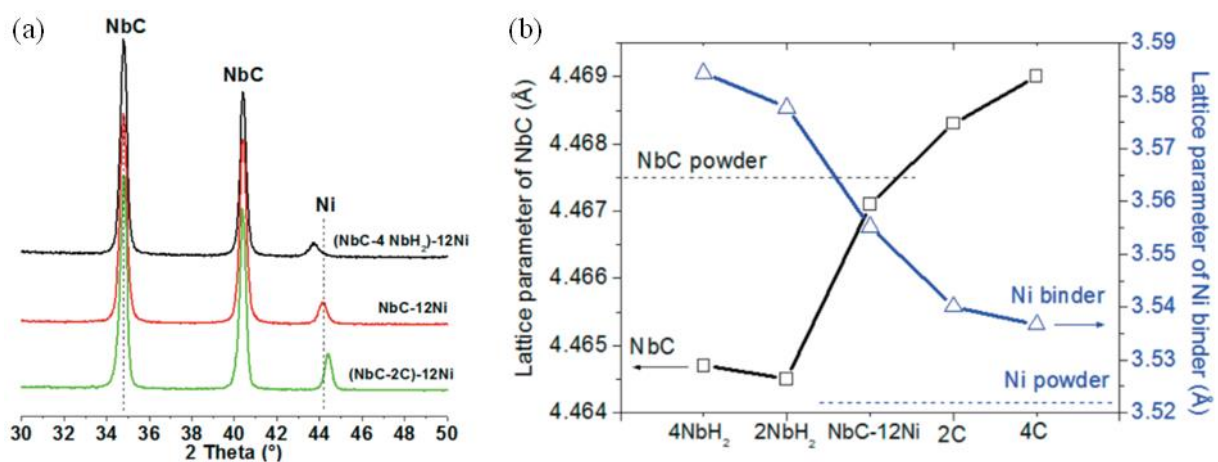 (a)
NbC
NbC
Ni
(NbC-4 NbH2)-12Ni
NbC-12Ni
(NbC-2C)-12Ni
30 32 34 36 38 40 42 44 46 48 50
2 Theta (°)
(b)
Lattice parameter of NbC (Å)
4.469
4.468
4.467
4.466
4.465
4.464
NbC powder
NbC
Ni binder
Ni powder
4NbH2 2NbH2 NbC-12Ni 2C 4C
3.59
3.58
3.57
3.56
3.55
3.54
3.53
3.52
Lattice parameter of Ni binder (Å)